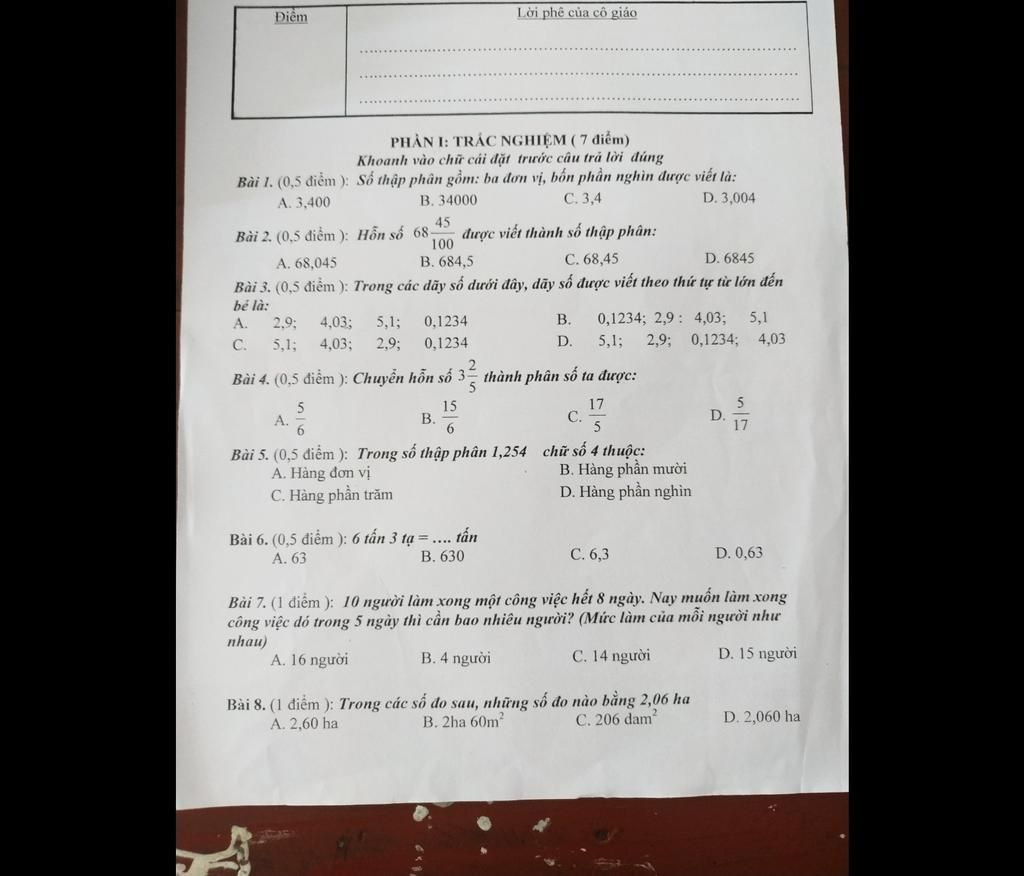 Điểm
Lời phê của cô giáo
PHẦN I: TRẮC NGHIỆM ( 7 điểm)
Khoanh vào chữ cái đặt trước câu trả lời đúng
Bài 1. (0,5 điểm ): Số thập phân gồm: ba đơn vị, bốn phần nghìn được viết là:
A. 3,400 B. 34000 C. 3,4 D. 3,004
Bài 2. (0,5 điểm ): Hỗn số 68 45/100 được viết thành số thập phân:
A. 68,045 B. 684,5 C. 68,45 D. 6845
Bài 3. (0,5 điểm ): Trong các dãy số dưới đây, dãy số được viết theo thứ tự từ lớn đến
bé là:
A. 2,9; 4,03; 5,1; 0,1234 B. 0,1234; 2,9 : 4,03; 5,1
C. 5,1; 4,03; 2,9; 0,1234 D. 5,1; 2,9; 0,1234; 4,03
Bài 4. (0,5 điểm ): Chuyển hỗn số 3 2/5 thành phân số ta được:
A. 5/6 B. 15/6 C. 17/5 D. 5/17
Bài 5. (0,5 điểm ): Trong số thập phân 1,254 chữ số 4 thuộc:
A. Hàng đơn vị B. Hàng phần mười
C. Hàng phần trăm D. Hàng phần nghìn
Bài 6. (0,5 điểm ): 6 tấn 3 tạ = .... tấn
A. 63 B. 630 C. 6,3 D. 0,63
Bài 7. (1 điểm ): 10 người làm xong một công việc hết 8 ngày. Nay muốn làm xong
công việc dó trong 5 ngày thì cần bao nhiêu người? (Mức làm của mỗi người như
nhau)
A. 16 người B. 4 người C. 14 người D. 15 người
Bài 8. (1 điểm ): Trong các số đo sau, những số đo nào bằng 2,06 ha
A. 2,60 ha B. 2ha 60m² C. 206 dam² D. 2,060 ha